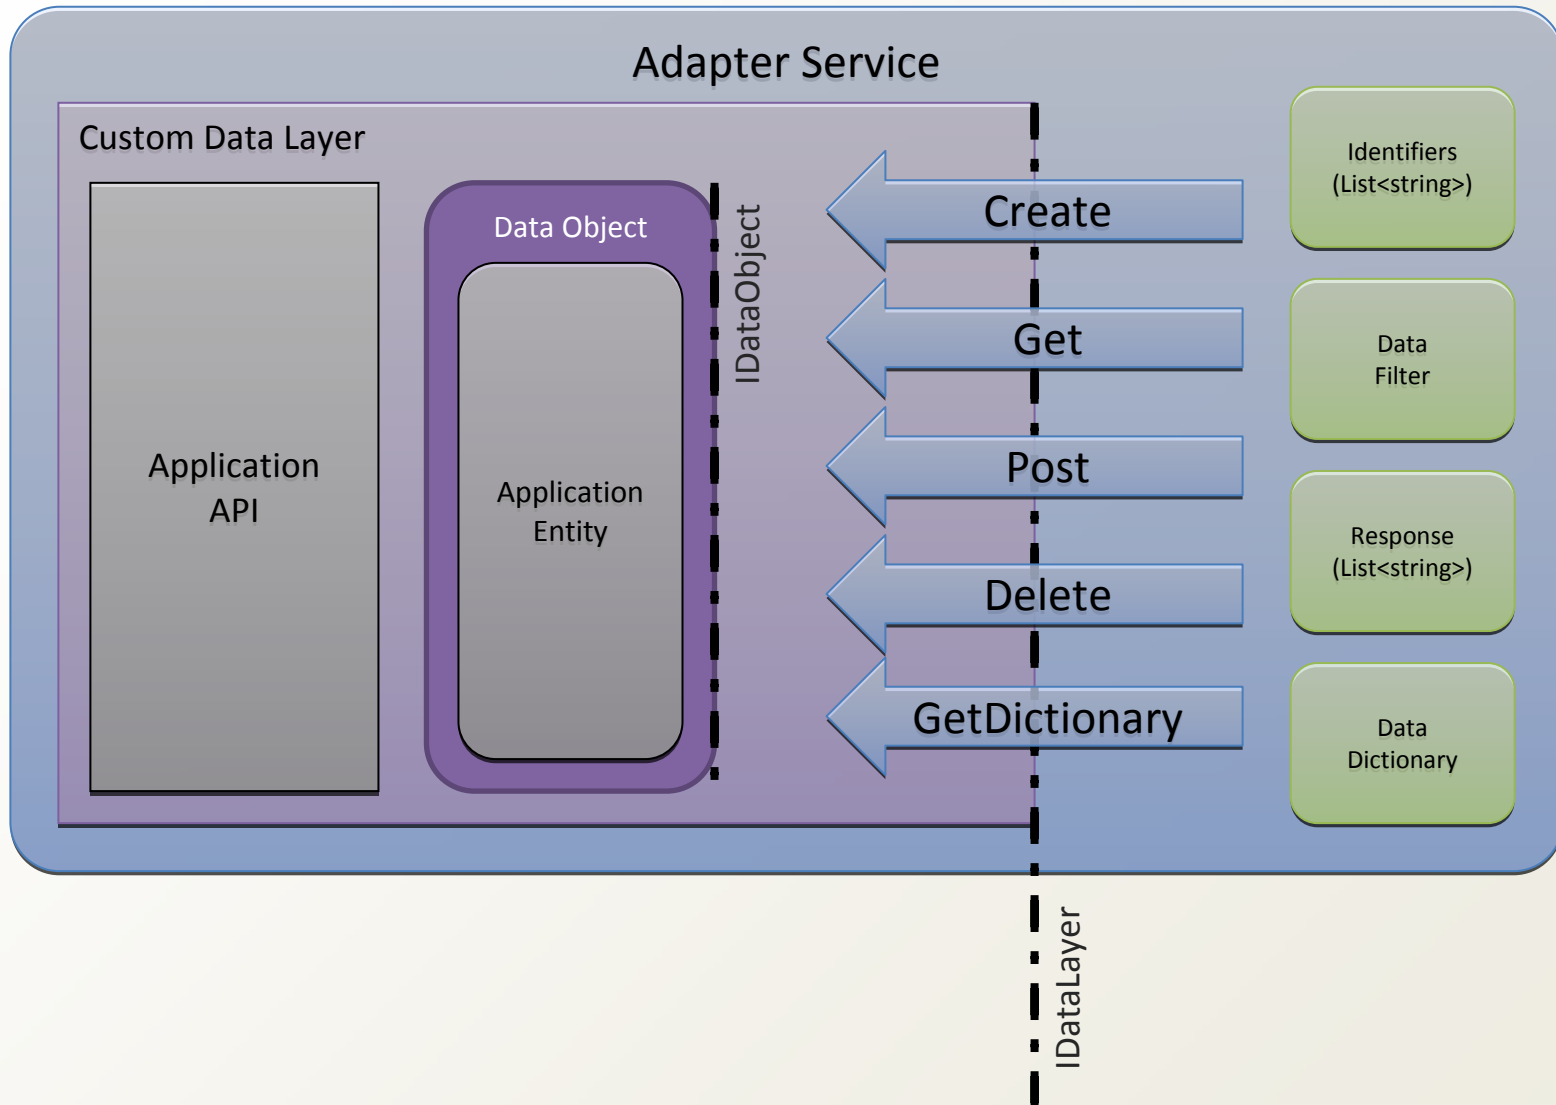 Adapter Service
Custom Data Layer
Application
API
Data Object
Application
Entity
IDataObject
Create
Get
Post
Delete
GetDictionary
Identifiers
(List<string>)
Data
Filter
Response
(List<string>)
Data
Dictionary
IDataLayer